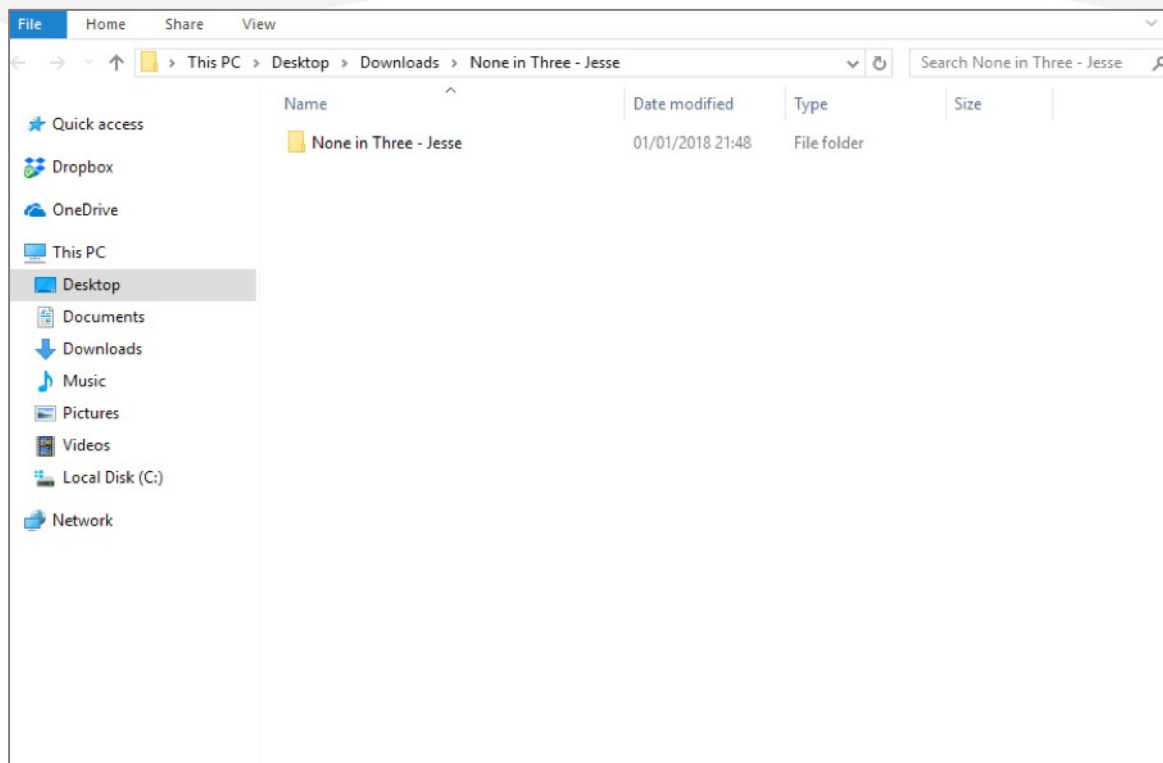 File Home Share View
This PC > Desktop > Downloads > None in Three - Jesse Search None in Three - Jesse
Name Date modified Type Size
Quick access
None in Three - Jesse 01/01/2018 21:48 File folder
Dropbox
OneDrive
This PC
Desktop
Documents
Downloads
Music
Pictures
Videos
Local Disk (C:)
Network